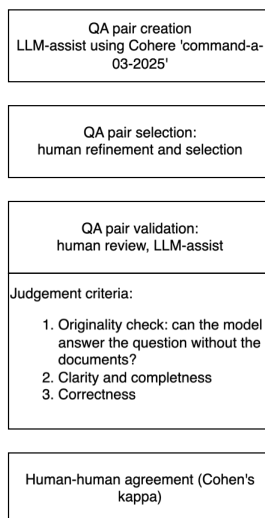 QA pair creation
LLM-assist using Cohere 'command-a-
03-2025'
QA pair selection:
human refinement and selection
QA pair validation:
human review, LLM-assist
Judgement criteria:
1. Originality check: can the model
answer the question without the
documents?
2. Clarity and completness
3. Correctness
Human-human agreement (Cohen's
kappa)